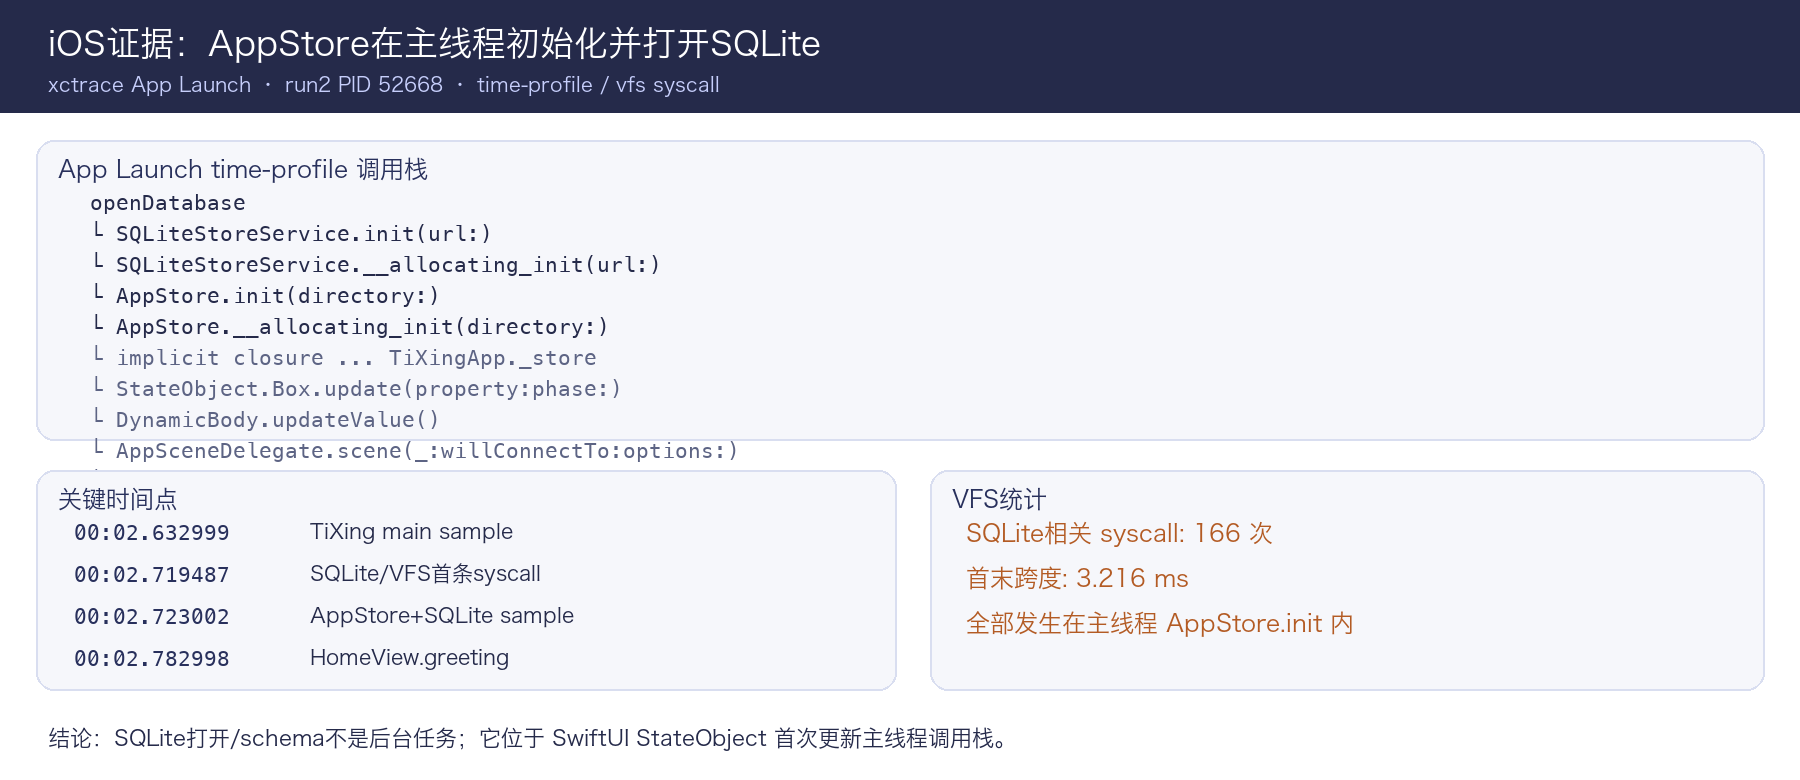 iOS证据：AppStore在主线程初始化并打开SQLite
xctrace App Launch · run2 PID 52668 · time-profile / vfs syscall
App Launch time-profile 调用栈
openDatabase
└ SQLiteStoreService.init(url:)
└ SQLiteStoreService.__allocating_init(url:)
└ AppStore.init(directory:)
└ AppStore.__allocating_init(directory:)
└ implicit closure ... TiXingApp._store
└ StateObject.Box.update(property:phase:)
└ DynamicBody.updateValue()
└ AppSceneDelegate.scene(_:willConnectTo:options:)
关键时间点
00:02.632999 TiXing main sample
00:02.719487 SQLite/VFS首条syscall
00:02.723002 AppStore+SQLite sample
00:02.782998 HomeView.greeting
VFS统计
SQLite相关 syscall: 166 次
首末跨度: 3.216 ms
全部发生在主线程 AppStore.init 内
结论：SQLite打开/schema不是后台任务；它位于 SwiftUI StateObject 首次更新主线程调用栈。